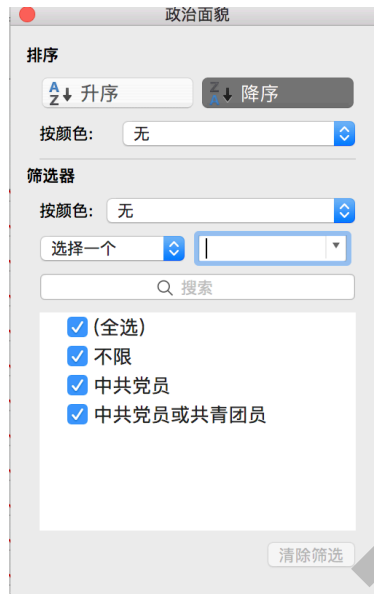 政治面貌
排序
升序
降序
按颜色: 无
筛选器
按颜色: 无
选择一个
搜索
(全选)
不限
中共党员
中共党员或共青团员
清除筛选